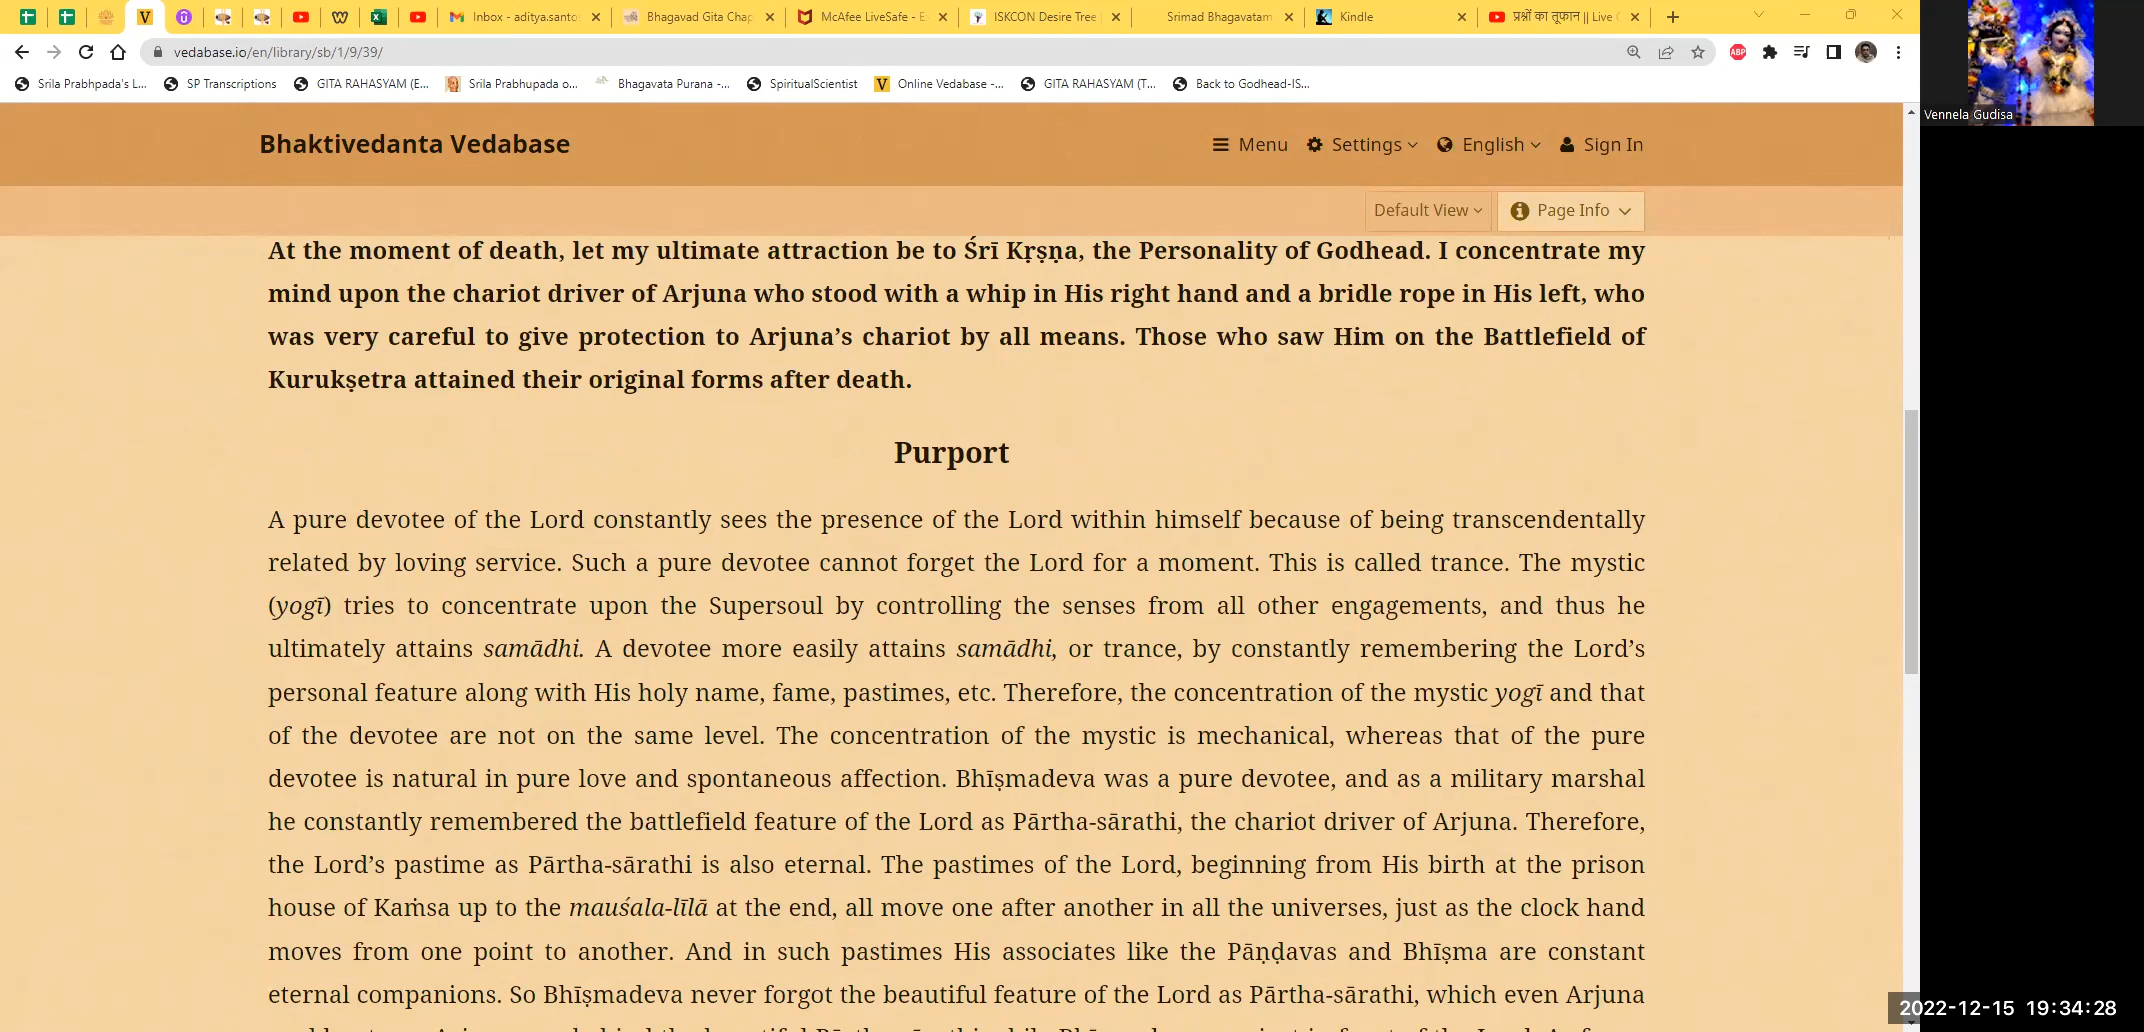 Inbox - aditya.santo
Bhagavad Gita Chap
McAfee LiveSafe - E
ISKCON Desire Tree
Srimad Bhagavatam
Kindle
प्रश्नों का तूफान || Live
vedabase.io/en/library/sb/1/9/39/
ABP
Srila Prabhpada's L...
SP Transcriptions
GITA RAHASYAM (E...
Srila Prabhupada o...
Bhagavata Purana -...
SpiritualScientist
V
Online Vedabase -...
GITA RAHASYAM (T...
Back to Godhead-IS...
Vennela Gudisa
Bhaktivedanta Vedabase
Menu
Settings
English
Sign In
Default View
Page Info
At the moment of death, let my ultimate attraction be to Śrī Kṛṣṇa, the Personality of Godhead. I concentrate my
mind upon the chariot driver of Arjuna who stood with a whip in His right hand and a bridle rope in His left, who
was very careful to give protection to Arjuna’s chariot by all means. Those who saw Him on the Battlefield of
Kurukṣetra attained their original forms after death.
Purport
A pure devotee of the Lord constantly sees the presence of the Lord within himself because of being transcendentally
related by loving service. Such a pure devotee cannot forget the Lord for a moment. This is called trance. The mystic
(yogī) tries to concentrate upon the Supersoul by controlling the senses from all other engagements, and thus he
ultimately attains samādhi. A devotee more easily attains samādhi, or trance, by constantly remembering the Lord’s
personal feature along with His holy name, fame, pastimes, etc. Therefore, the concentration of the mystic yogī and that
of the devotee are not on the same level. The concentration of the mystic is mechanical, whereas that of the pure
devotee is natural in pure love and spontaneous affection. Bhīṣmadeva was a pure devotee, and as a military marshal
he constantly remembered the battlefield feature of the Lord as Pārtha-sārathi, the chariot driver of Arjuna. Therefore,
the Lord’s pastime as Pārtha-sārathi is also eternal. The pastimes of the Lord, beginning from His birth at the prison
house of Kaṁsa up to the mauśala-līlā at the end, all move one after another in all the universes, just as the clock hand
moves from one point to another. And in such pastimes His associates like the Pāṇḍavas and Bhīṣma are constant
eternal companions. So Bhīṣmadeva never forgot the beautiful feature of the Lord as Pārtha-sārathi, which even Arjuna
2022-12-15 19:34:28